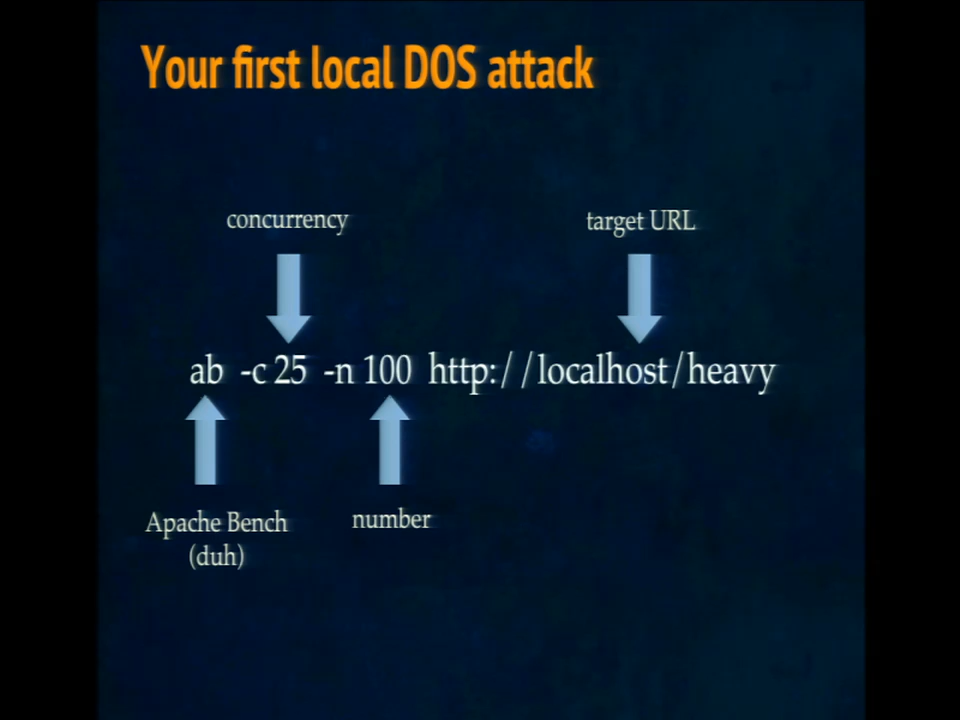 Your first local DOS attack
concurrency
target URL
ab -c 25 -n 100 http://localhost/heavy
Apache Bench
(duh)
number